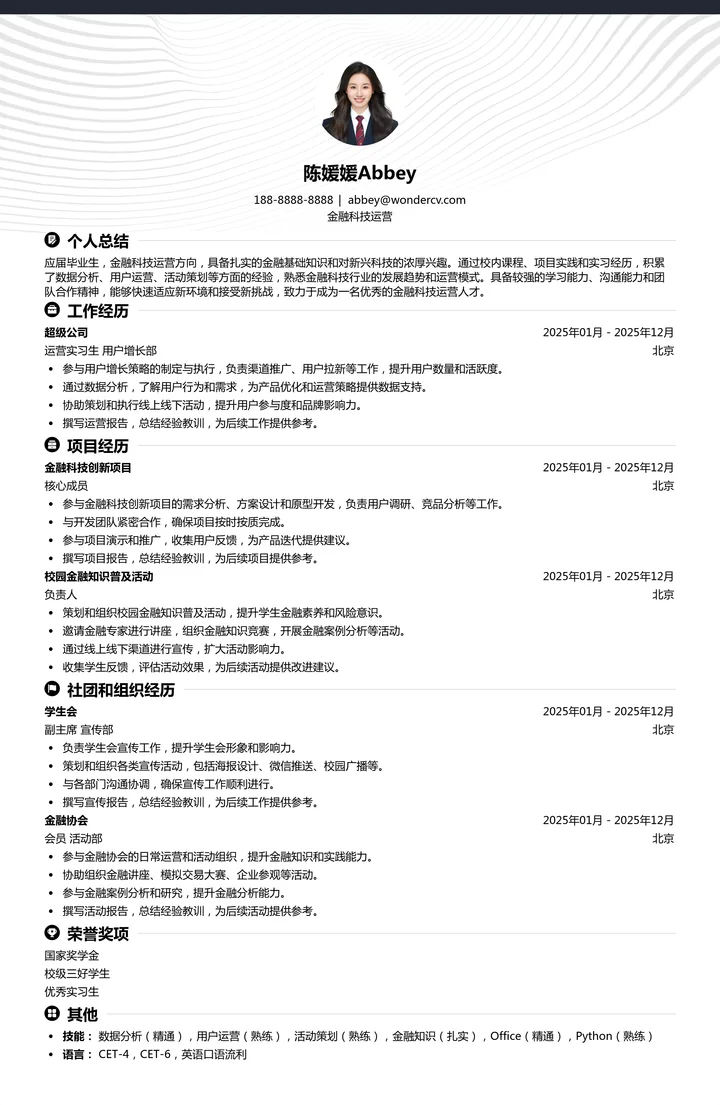 陈媛媛Abbey
188-8888-8888 | abbey@wondercv.com
金融科技运营
个人总结
应届毕业生，金融科技运营方向，具备扎实的金融基础知识和对新兴科技的浓厚兴趣。通过校内课程、项目实践和实习经历，积累
了数据分析、用户运营、活动策划等方面的经验，熟悉金融科技行业的发展趋势和运营模式。具备较强的学习能力、沟通能力和团
队合作精神，能够快速适应新环境和接受新挑战，致力于成为一名优秀的金融科技运营人才。
工作经历
超级公司 2025年01月 - 2025年12月
运营实习生 用户增长部 北京
• 参与用户增长策略的制定与执行，负责渠道推广、用户拉新等工作，提升用户数量和活跃度。
• 通过数据分析，了解用户行为和需求，为产品优化和运营策略提供数据支持。
• 协助策划和执行线上线下活动，提升用户参与度和品牌影响力。
• 撰写运营报告，总结经验教训，为后续工作提供参考。
项目经历
金融科技创新项目 2025年01月 - 2025年12月
核心成员 北京
• 参与金融科技创新项目的需求分析、方案设计和原型开发，负责用户调研、竞品分析等工作。
• 与开发团队紧密合作，确保项目按时按质完成。
• 参与项目演示和推广，收集用户反馈，为产品迭代提供建议。
• 撰写项目报告，总结经验教训，为后续项目提供参考。
校园金融知识普及活动 2025年01月 - 2025年12月
负责人 北京
• 策划和组织校园金融知识普及活动，提升学生金融素养和风险意识。
• 邀请金融专家进行讲座，组织金融知识竞赛，开展金融案例分析等活动。
• 通过线上线下渠道进行宣传，扩大活动影响力。
• 收集学生反馈，评估活动效果，为后续活动提供改进建议。
社团和组织经历
学生会 2025年01月 - 2025年12月
副主席 宣传部 北京
• 负责学生会宣传工作，提升学生会形象和影响力。
• 策划和组织各类宣传活动，包括海报设计、微信推送、校园广播等。
• 与各部门沟通协调，确保宣传工作顺利进行。
• 撰写宣传报告，总结经验教训，为后续工作提供参考。
金融协会 2025年01月 - 2025年12月
会员 活动部 北京
• 参与金融协会的日常运营和活动组织，提升金融知识和实践能力。
• 协助组织金融讲座、模拟交易大赛、企业参观等活动。
• 参与金融案例分析和研究，提升金融分析能力。
• 撰写活动报告，总结经验教训，为后续活动提供参考。
荣誉奖项
国家奖学金
校级三好学生
优秀实习生
其他
• 技能： 数据分析（精通），用户运营（熟练），活动策划（熟练），金融知识（扎实），Office（精通），Python（熟练）
• 语言： CET-4，CET-6，英语口语流利